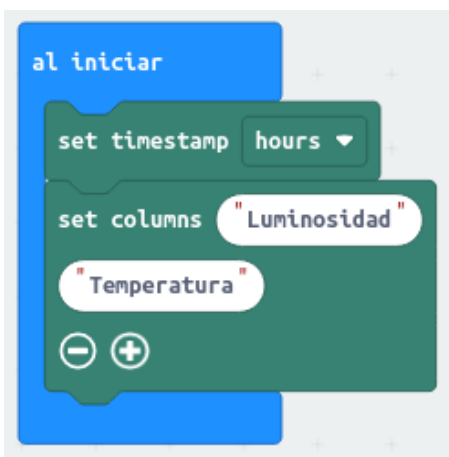 al iniciar
set timestamp hours
set columns "Luminosidad"
"Temperatura"